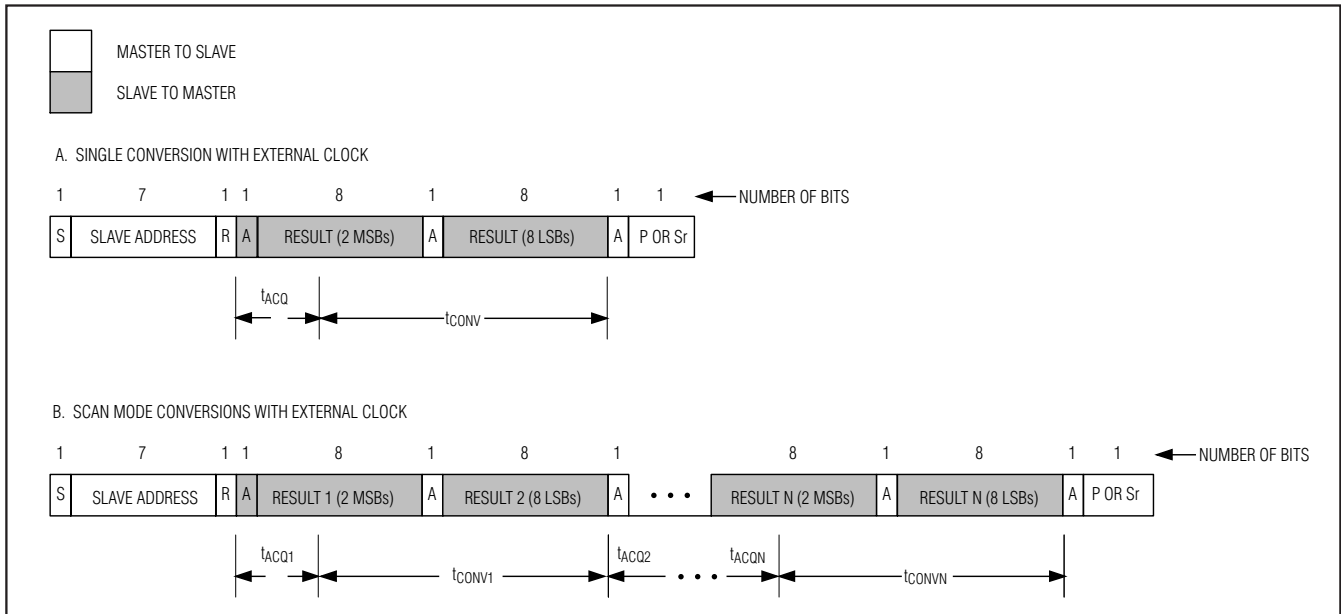 MASTER TO SLAVE
SLAVE TO MASTER
A. SINGLE CONVERSION WITH EXTERNAL CLOCK
1 7 1 1 8 1 8 1 1 NUMBER OF BITS
S SLAVE ADDRESS R A RESULT (2 MSBs) A RESULT (8 LSBs) A P OR Sr
tACQ
tCONV
B. SCAN MODE CONVERSIONS WITH EXTERNAL CLOCK
1 7 1 1 8 1 8 1 8 1 8 1 1 NUMBER OF BITS
S SLAVE ADDRESS R A RESULT 1 (2 MSBs) A RESULT 2 (8 LSBs) A • • • RESULT N (2 MSBs) A RESULT N (8 LSBs) A P OR Sr
tACQ1 tACQ2 tACQN
tCONV1 • • • tCONVN